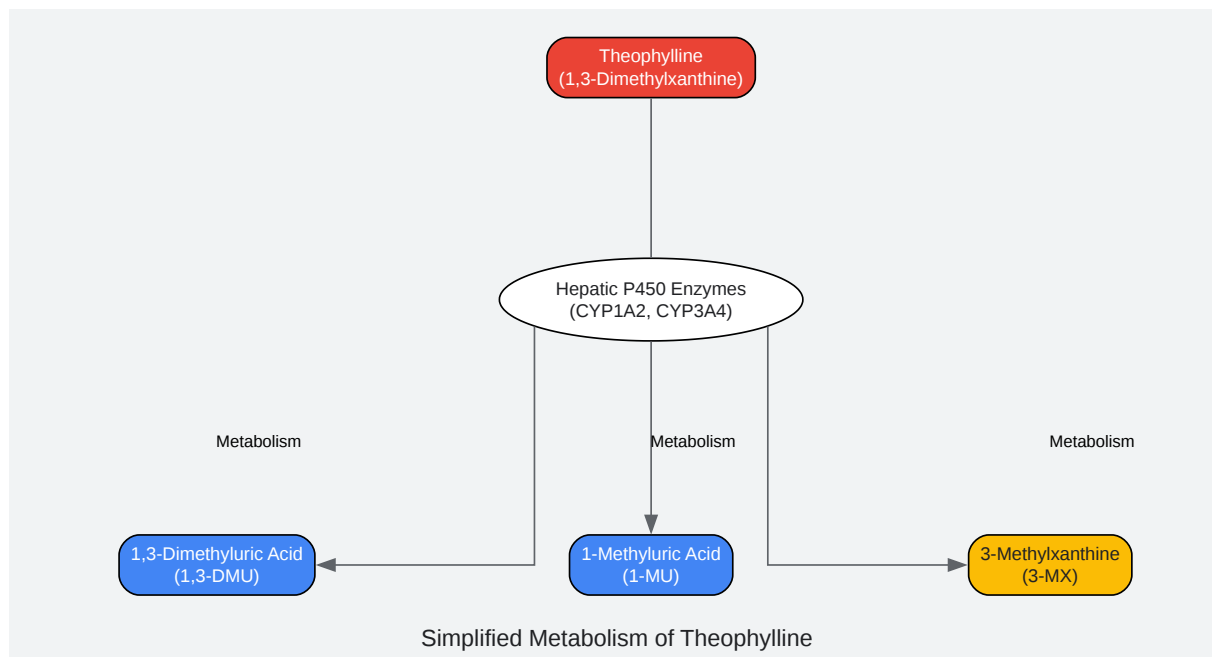 Theophylline
(1,3-Dimethylxanthine)
Hepatic P450 Enzymes
(CYP1A2, CYP3A4)
Metabolism
Metabolism
Metabolism
1,3-Dimethyluric Acid
(1,3-DMU)
1-Methyluric Acid
(1-MU)
3-Methylxanthine
(3-MX)
Simplified Metabolism of Theophylline